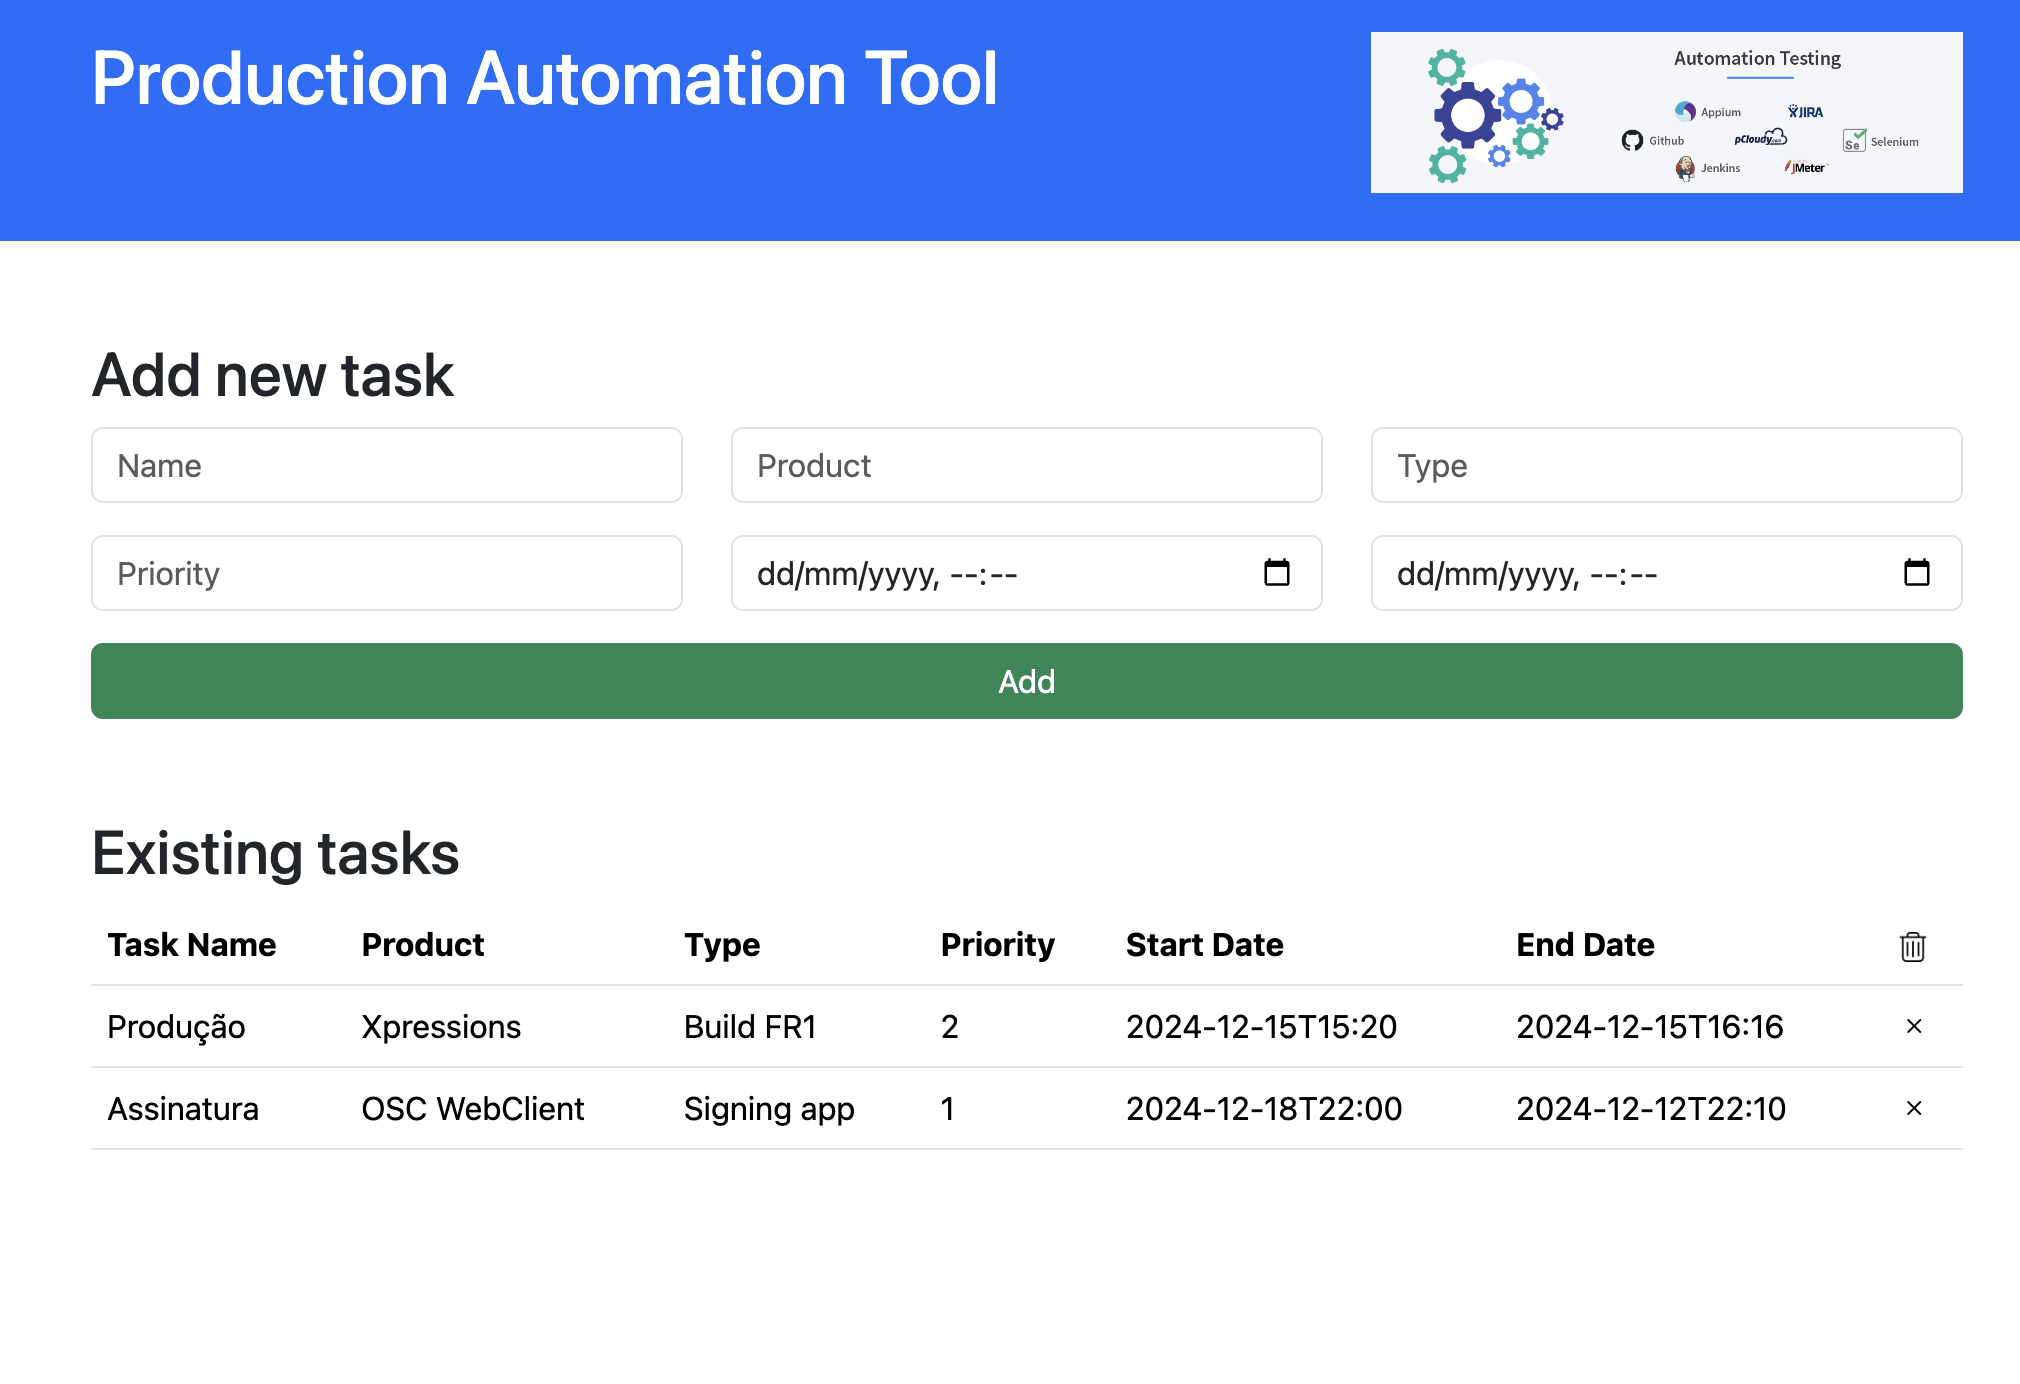 Production Automation Tool
Automation Testing
Appium JIRA
Github pCloudy.com Selenium
Se
Jenkins JMeter
Add new task
Name Product Type
Priority dd/mm/yyyy, --:-- dd/mm/yyyy, --:--
Add
Existing tasks
Task Name Product Type Priority Start Date End Date
Produção Xpressions Build FR1 2 2024-12-15T15:20 2024-12-15T16:16 ×
Assinatura OSC WebClient Signing app 1 2024-12-18T22:00 2024-12-12T22:10 ×